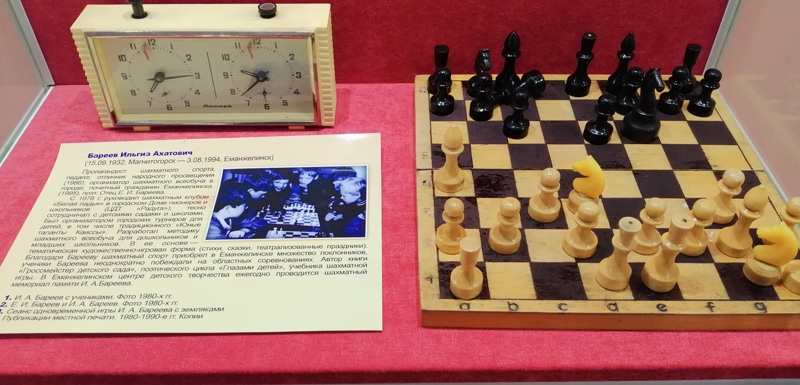 Янтарь
Бареев Ильгиз Ахатович
(15.09.1932, Магнитогорск — 3.08.1994, Еманжелинск)
Пропагандист шахматного спорта,
педагог, отличник народного просвещения
(1986), организатор шахматного всеобуча в
городе, почетный гражданин Еманжелинска
(1993), поэт. Отец Е. И. Бареева.
С 1978 г. руководил шахматным клубом
«Белая ладья» в городском Доме пионеров и
школьников (ЦДТ «Радуга»), тесно
сотрудничал с детскими садами и школами.
Был организатором городских турниров для
детей, в том числе традиционного «Юные
таланты Каиссы». Разработал методику
шахматного всеобуча для дошкольников и
младших школьников. В ее основе —
тематическая художественно-игровая форма (стихи, сказки, театрализованные праздники).
Благодаря Барееву шахматный спорт приобрел в Еманжелинске множество поклонников,
ученики Бареева неоднократно побеждали на областных соревнованиях. Автор книги
«Гроссмейстер детского сада», поэтического цикла «Глазами детей», учебника шахматной
игры. В Еманжелинском центре детского творчества ежегодно проводится шахматный
мемориал памяти И. А.Бареева.
1. И. А. Бареев с учениками. Фото 1980-х гг.
2. Е. И. Бареев и И. А. Бареев. Фото 1980-х гг.
Сеанс одновременной игры И. А. Бареева с земляками
Публикации местной печати. 1980-1990-е гг. Копии
a b c d e f g